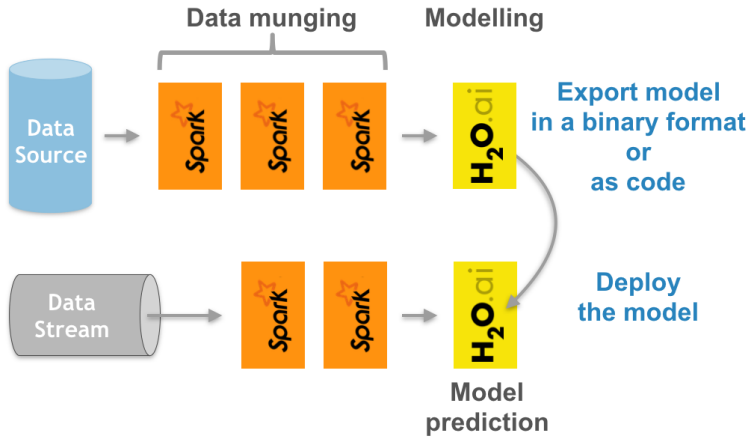 Data munging
Modelling
Data
Source
Spark
Spark
Spark
H2O.ai
Export model
in a binary format
or
as code
Data
Stream
Spark
Spark
H2O.ai
Deploy
the model
Model
prediction